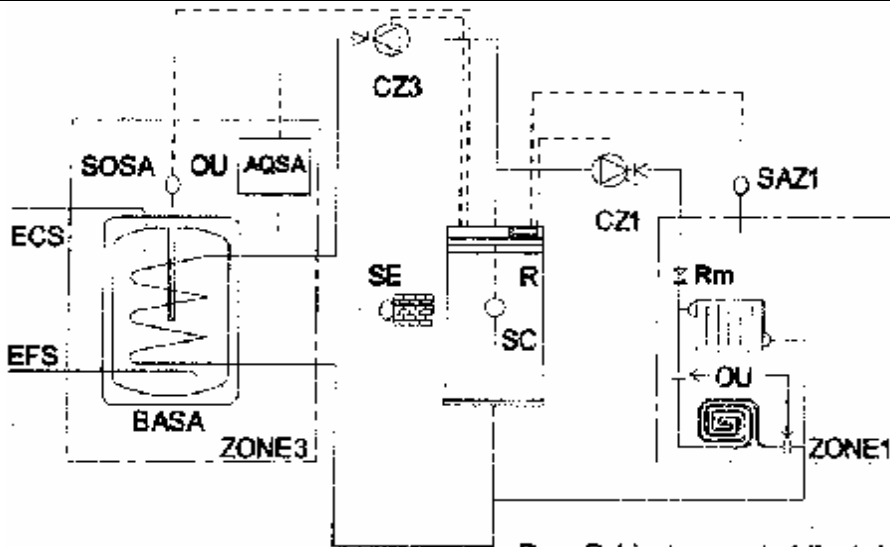 CZ3
SOSA OU AQSA
SAZ1
CZ1
ECS
SE R Rm
SC
EFS
OU
BASA
ZONE3 ZONE1